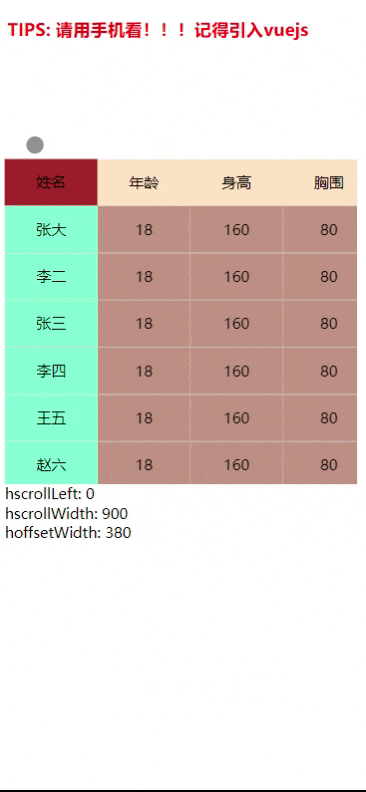 TIPS: 请用手机看！！！记得引入vuejs
姓名 年龄 身高 胸围
张大 18 160 80
李二 18 160 80
张三 18 160 80
李四 18 160 80
王五 18 160 80
赵六 18 160 80
hscrollLeft: 0
hscrollWidth: 900
hoffsetWidth: 380